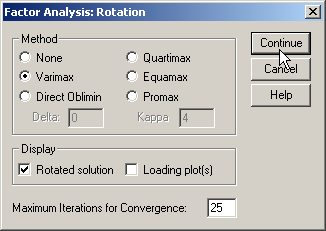 Factor Analysis: Rotation
Method
None
Quartimax
Varimax
Equamax
Direct Oblimin
Promax
Delta: 0
Kappa 4
Continue
Cancel
Help
Display
Rotated solution
Loading plot(s)
Maximum Iterations for Convergence: 25